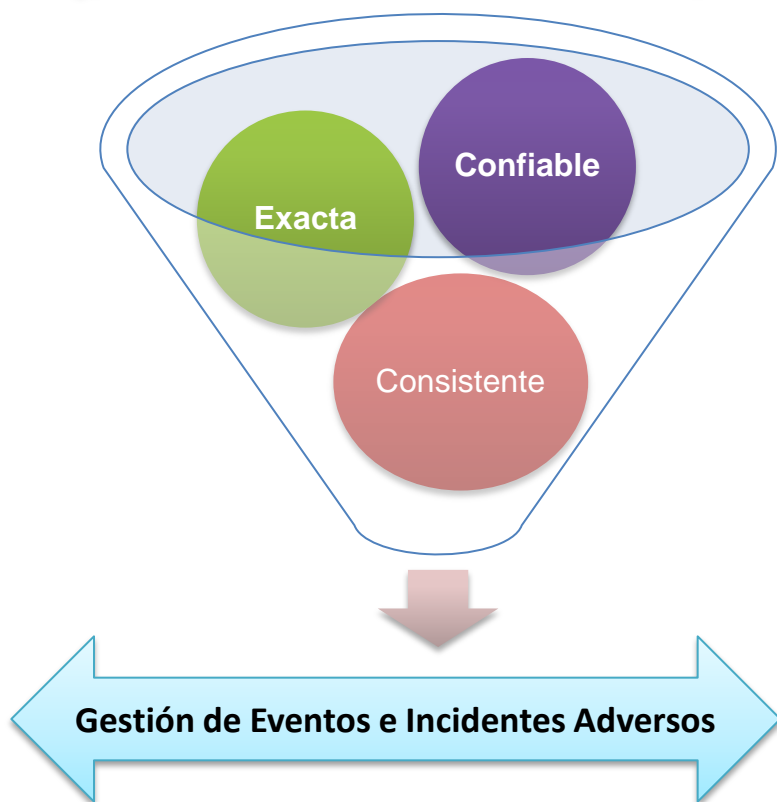 Confiable
Exacta
Consistente
Gestión de Eventos e Incidentes Adversos